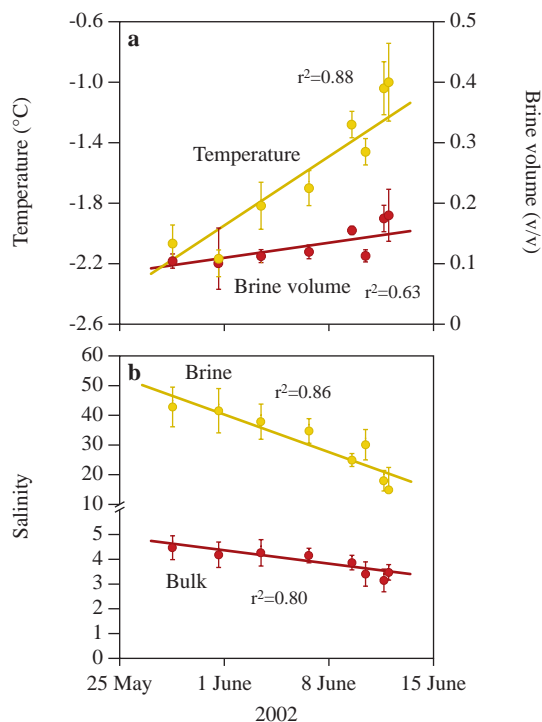 -0.6
a
0.5
r²=0.88
-1.0
0.4
Temperature (°C)
-1.4
0.3
Brine volume (v/v)
Temperature
-1.8
0.2
-2.2
0.1
Brine volume
r²=0.63
-2.6
0
60
b
Brine
50
r²=0.86
40
30
20
10
Salinity
5
4
3
Bulk
r²=0.80
2
1
0
25 May
1 June
8 June
15 June
2002